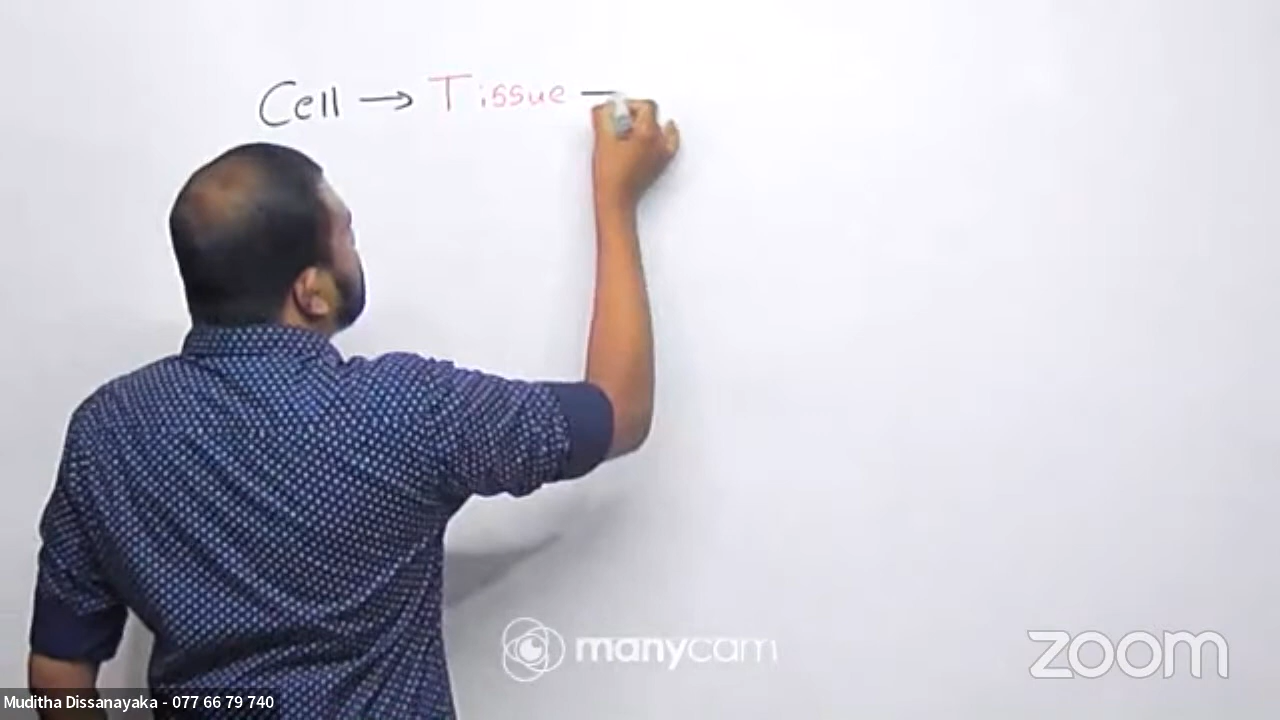 Cell → Tissue —
manycam
zoom
Muditha Dissanayaka - 077 66 79 740